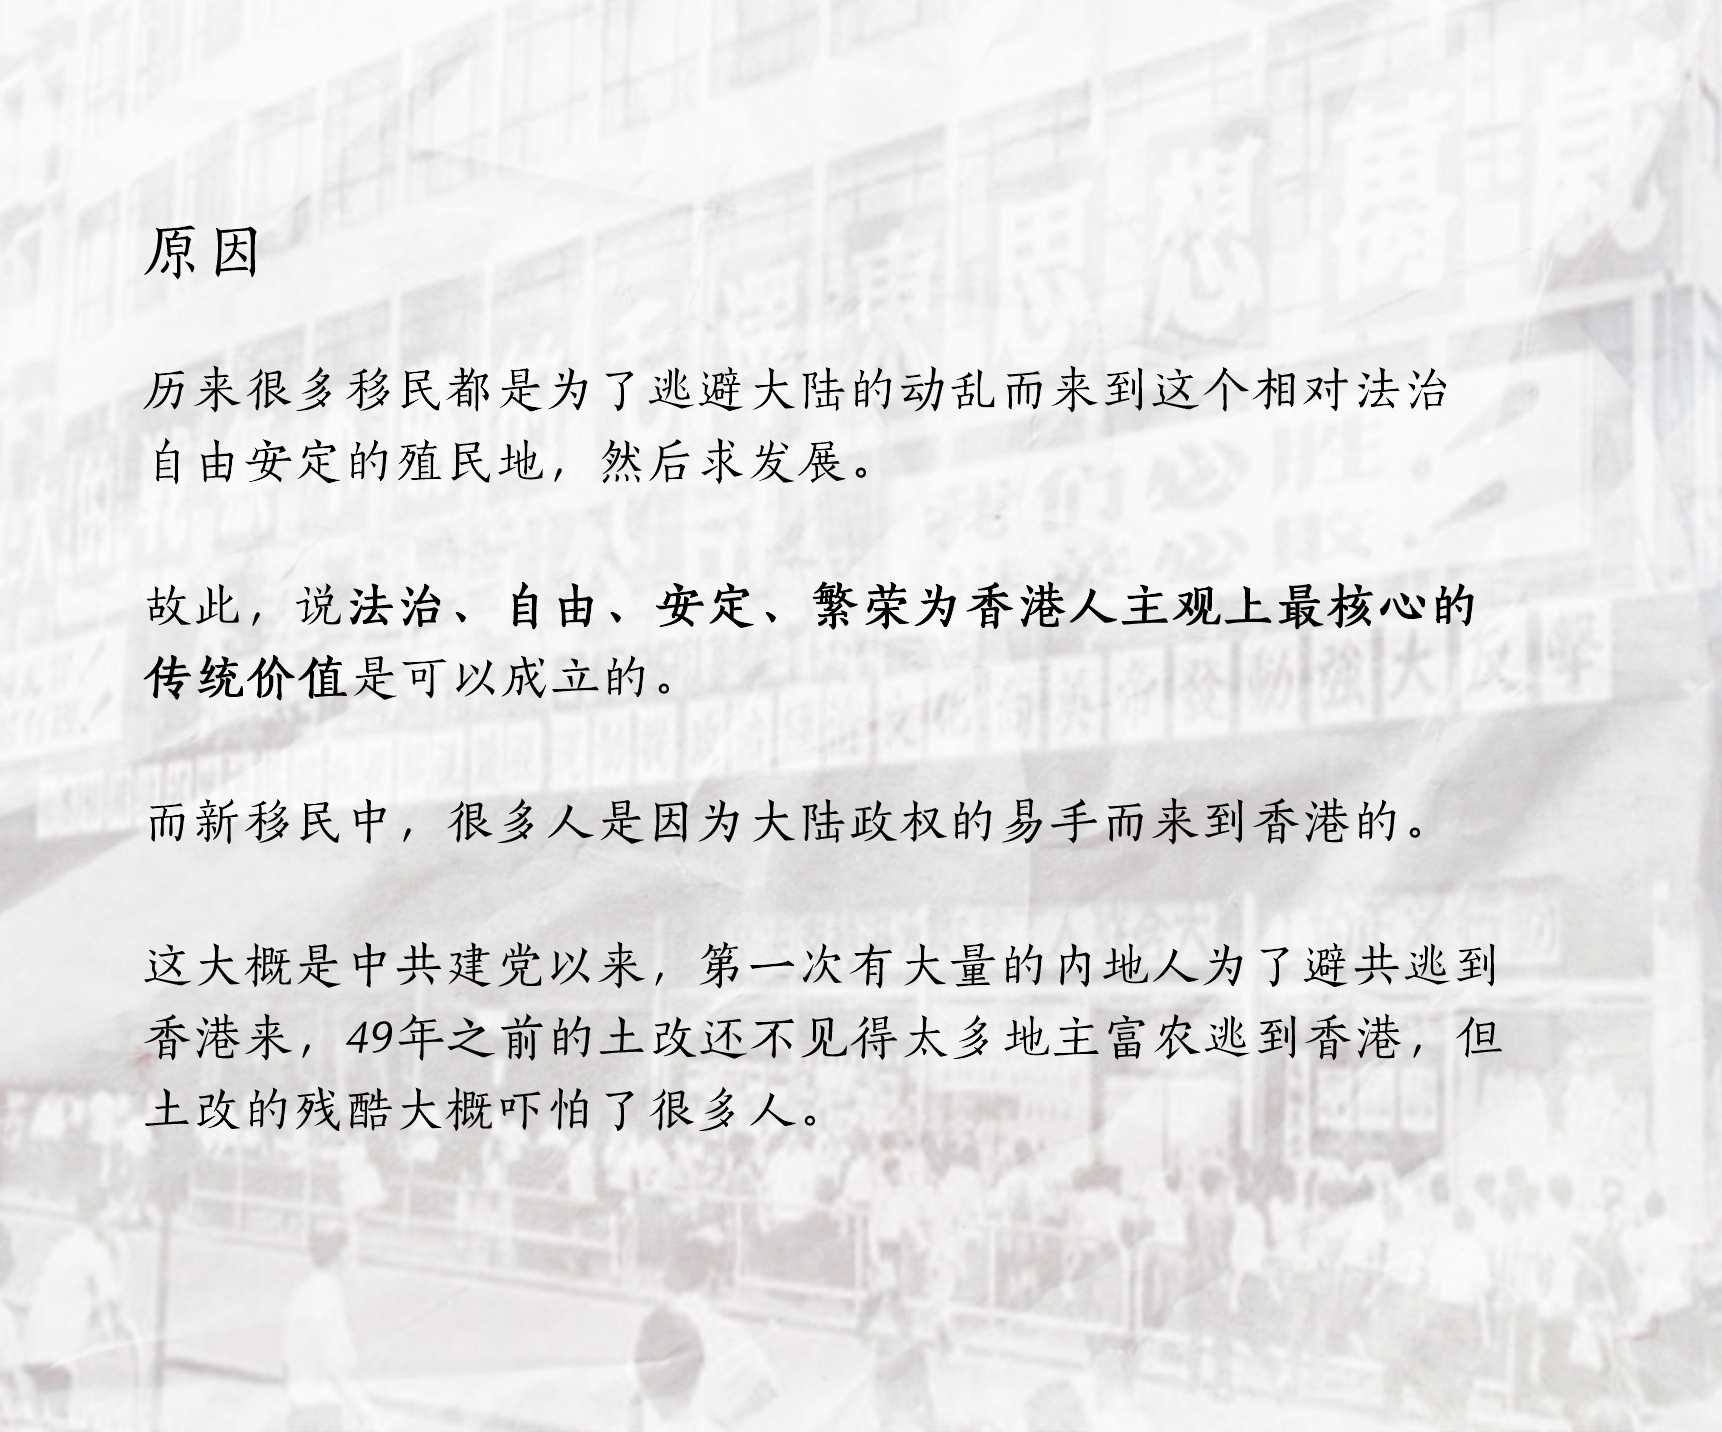 原因
历来很多移民都是为了逃避大陆的动乱而来到这个相对法治
自由安定的殖民地，然后求发展。
故此，说法治、自由、安定、繁荣为香港人主观上最核心的
传统价值是可以成立的。
而新移民中，很多人是因为大陆政权的易手而来到香港的。
这大概是中共建党以来，第一次有大量的内地人为了避共逃到
香港来，49年之前的土改还不见得太多地主富农逃到香港，但
土改的残酷大概吓怕了很多人。